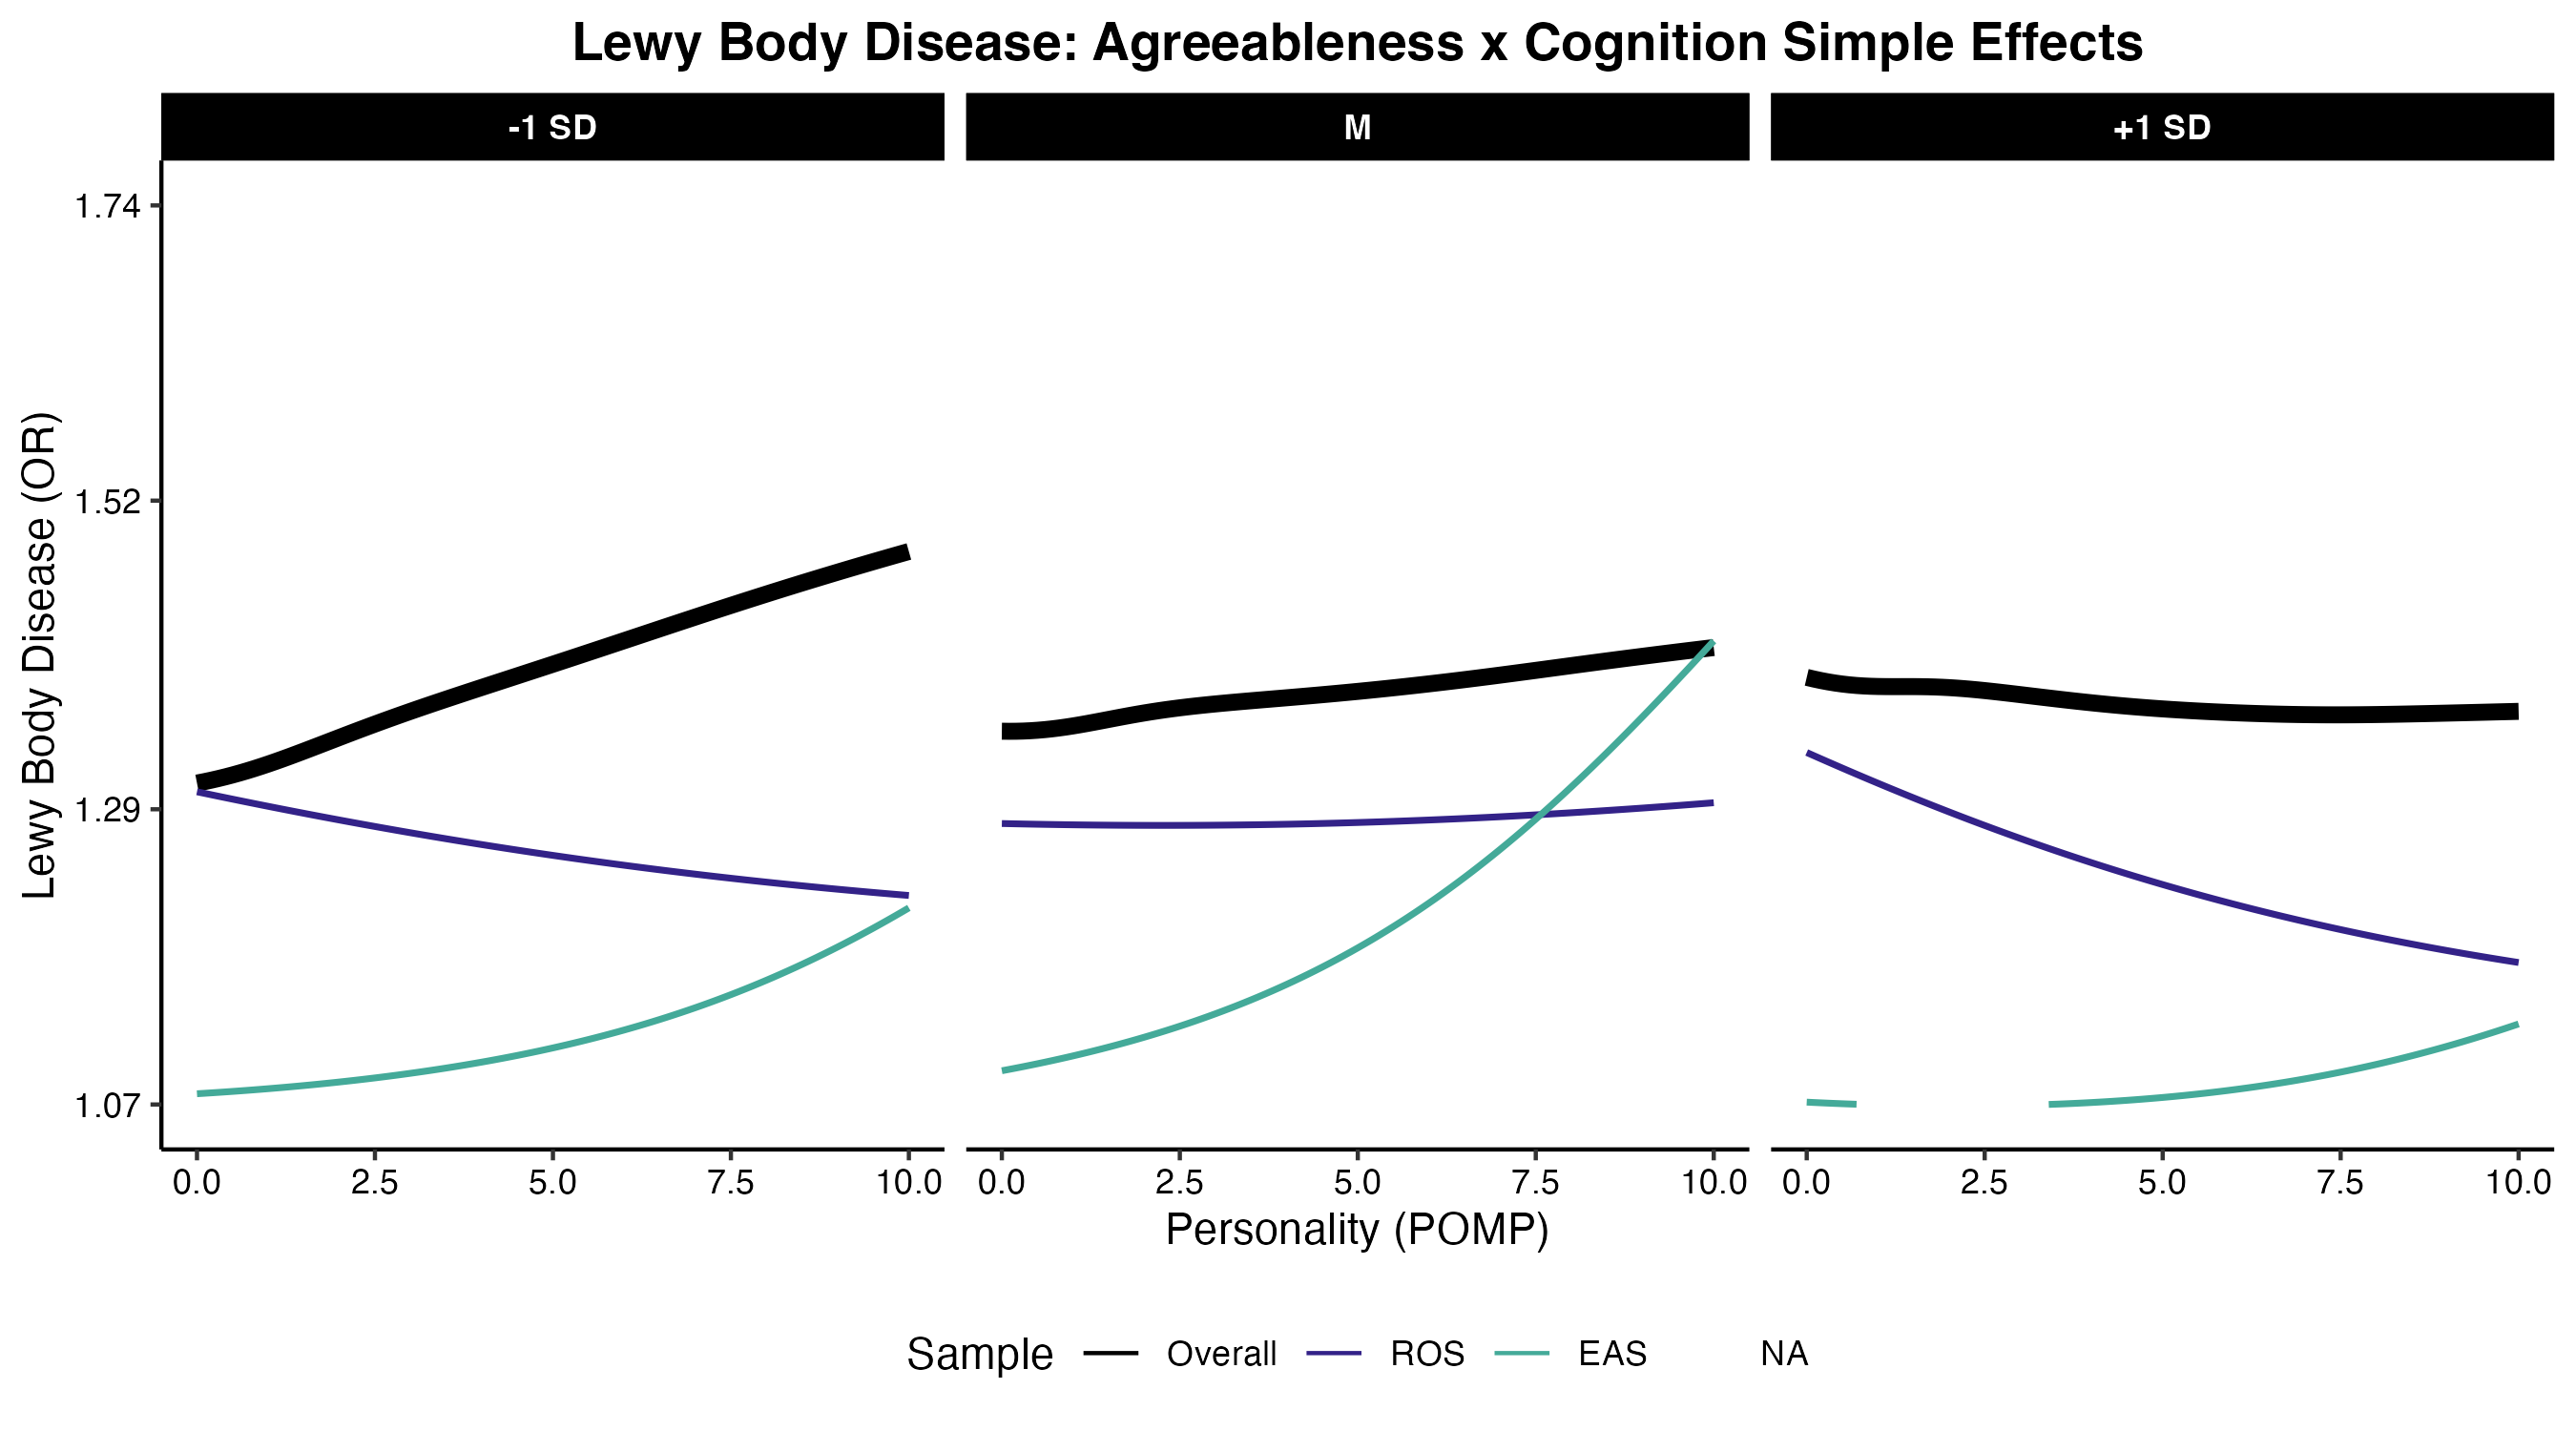 Lewy Body Disease: Agreeableness x Cognition Simple Effects
-1 SD
M
+1 SD
Lewy Body Disease (OR)
1.74
1.52
1.29
1.07
0.0 2.5 5.0 7.5 10.0
0.0 2.5 5.0 7.5 10.0
0.0 2.5 5.0 7.5 10.0
Personality (POMP)
Sample Overall ROS EAS NA